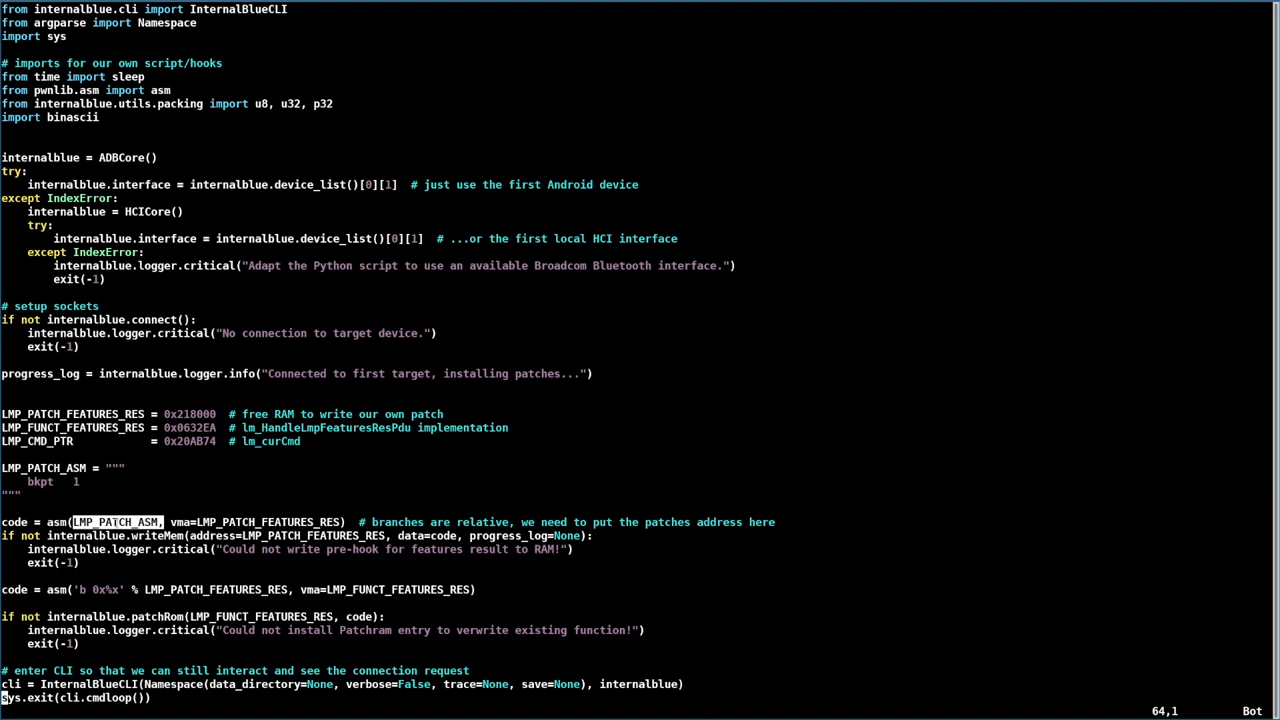 from internalblue.cli import InternalBlueCLI
from argparse import Namespace
import sys
# imports for our own script/hooks
from time import sleep
from pwnlib.asm import asm
from internalblue.utils.packing import u8, u32, p32
import binascii
internalblue = ADBCore()
try:
    internalblue.interface = internalblue.device_list()[0][1]  # just use the first Android device
except IndexError:
    internalblue = HCICore()
    try:
        internalblue.interface = internalblue.device_list()[0][1]  # ...or the first local HCI interface
    except IndexError:
        internalblue.logger.critical("Adapt the Python script to use an available Broadcom Bluetooth interface.")
        exit(-1)
# setup sockets
if not internalblue.connect():
    internalblue.logger.critical("No connection to target device.")
    exit(-1)
progress_log = internalblue.logger.info("Connected to first target, installing patches...")
LMP_PATCH_FEATURES_RES = 0x218000  # free RAM to write our own patch
LMP_FUNCT_FEATURES_RES = 0x0632EA  # lm_HandleLmpFeaturesResPdu implementation
LMP_CMD_PTR            = 0x20AB74  # lm_curCmd
LMP_PATCH_ASM = """
    bkpt   1
"""
code = asm(LMP_PATCH_ASM, vma=LMP_PATCH_FEATURES_RES)  # branches are relative, we need to put the patches address here
if not internalblue.writeMem(address=LMP_PATCH_FEATURES_RES, data=code, progress_log=None):
    internalblue.logger.critical("Could not write pre-hook for features result to RAM!")
    exit(-1)
code = asm('b 0x%x' % LMP_PATCH_FEATURES_RES, vma=LMP_FUNCT_FEATURES_RES)
if not internalblue.patchRom(LMP_FUNCT_FEATURES_RES, code):
    internalblue.logger.critical("Could not install Patchram entry to verwrite existing function!")
    exit(-1)
# enter CLI so that we can still interact and see the connection request
cli = InternalBlueCLI(Namespace(data_directory=None, verbose=False, trace=None, save=None), internalblue)
sys.exit(cli.cmdloop())
64,1 Bot